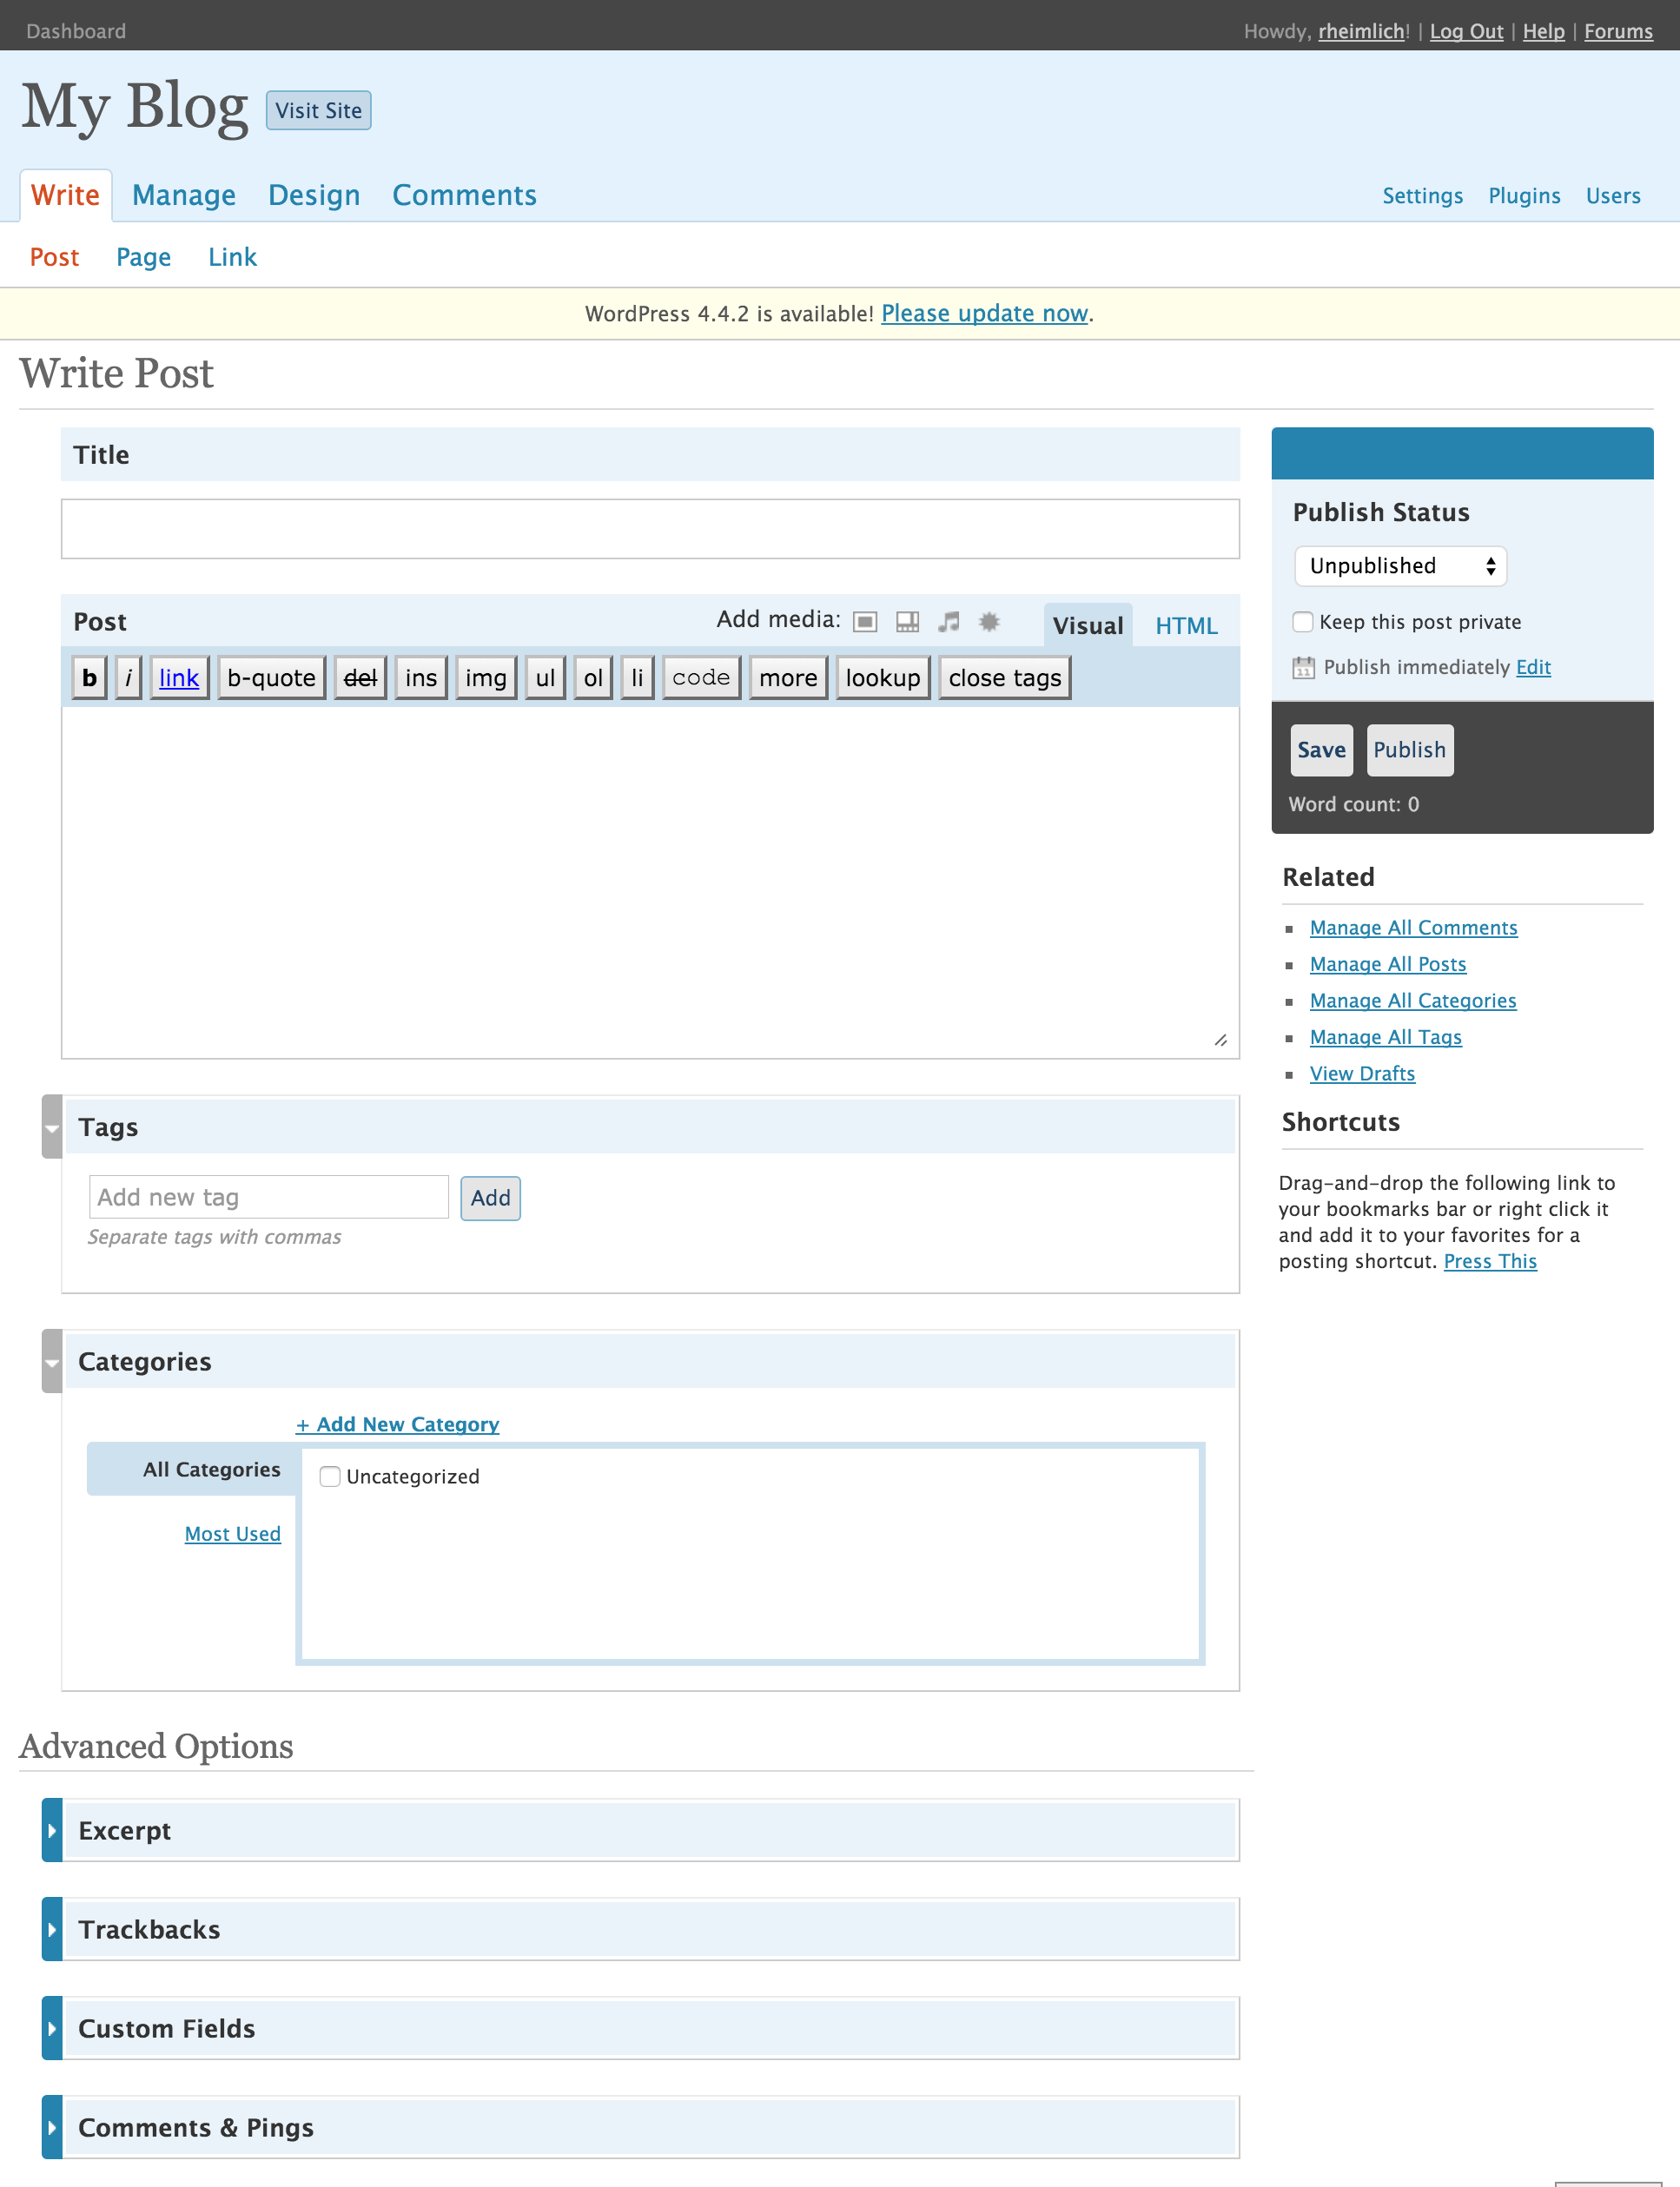 Dashboard
Howdy, rheimlich! | Log Out | Help | Forums
My Blog Visit Site
Write Manage Design Comments
Settings Plugins Users
Post Page Link
WordPress 4.4.2 is available! Please update now.
Write Post
Title
Post
Add media:
Visual HTML
b i link b-quote del ins img ul ol li code more lookup close tags
Tags
Add new tag Add
Separate tags with commas
Categories
+ Add New Category
All Categories
Uncategorized
Most Used
Advanced Options
Excerpt
Trackbacks
Custom Fields
Comments & Pings
Publish Status
Unpublished
Keep this post private
11 Publish immediately Edit
Save Publish
Word count: 0
Related
Manage All Comments
Manage All Posts
Manage All Categories
Manage All Tags
View Drafts
Shortcuts
Drag-and-drop the following link to
your bookmarks bar or right click it
and add it to your favorites for a
posting shortcut. Press This